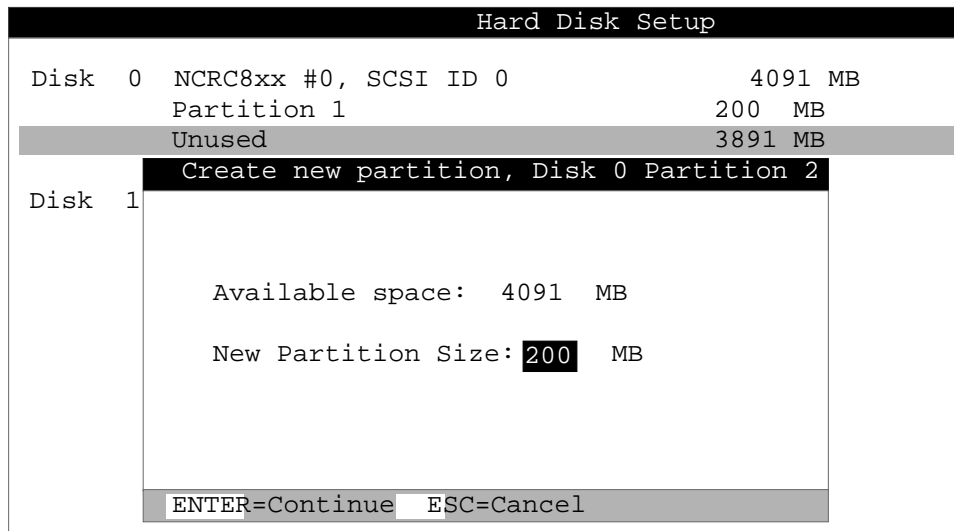 Hard Disk Setup
Disk 0 NCRC8xx #0, SCSI ID 0 4091 MB
Partition 1 200 MB
Unused 3891 MB
Create new partition, Disk 0 Partition 2
Disk 1
Available space: 4091 MB
New Partition Size: 200 MB
ENTER=Continue ESC=Cancel